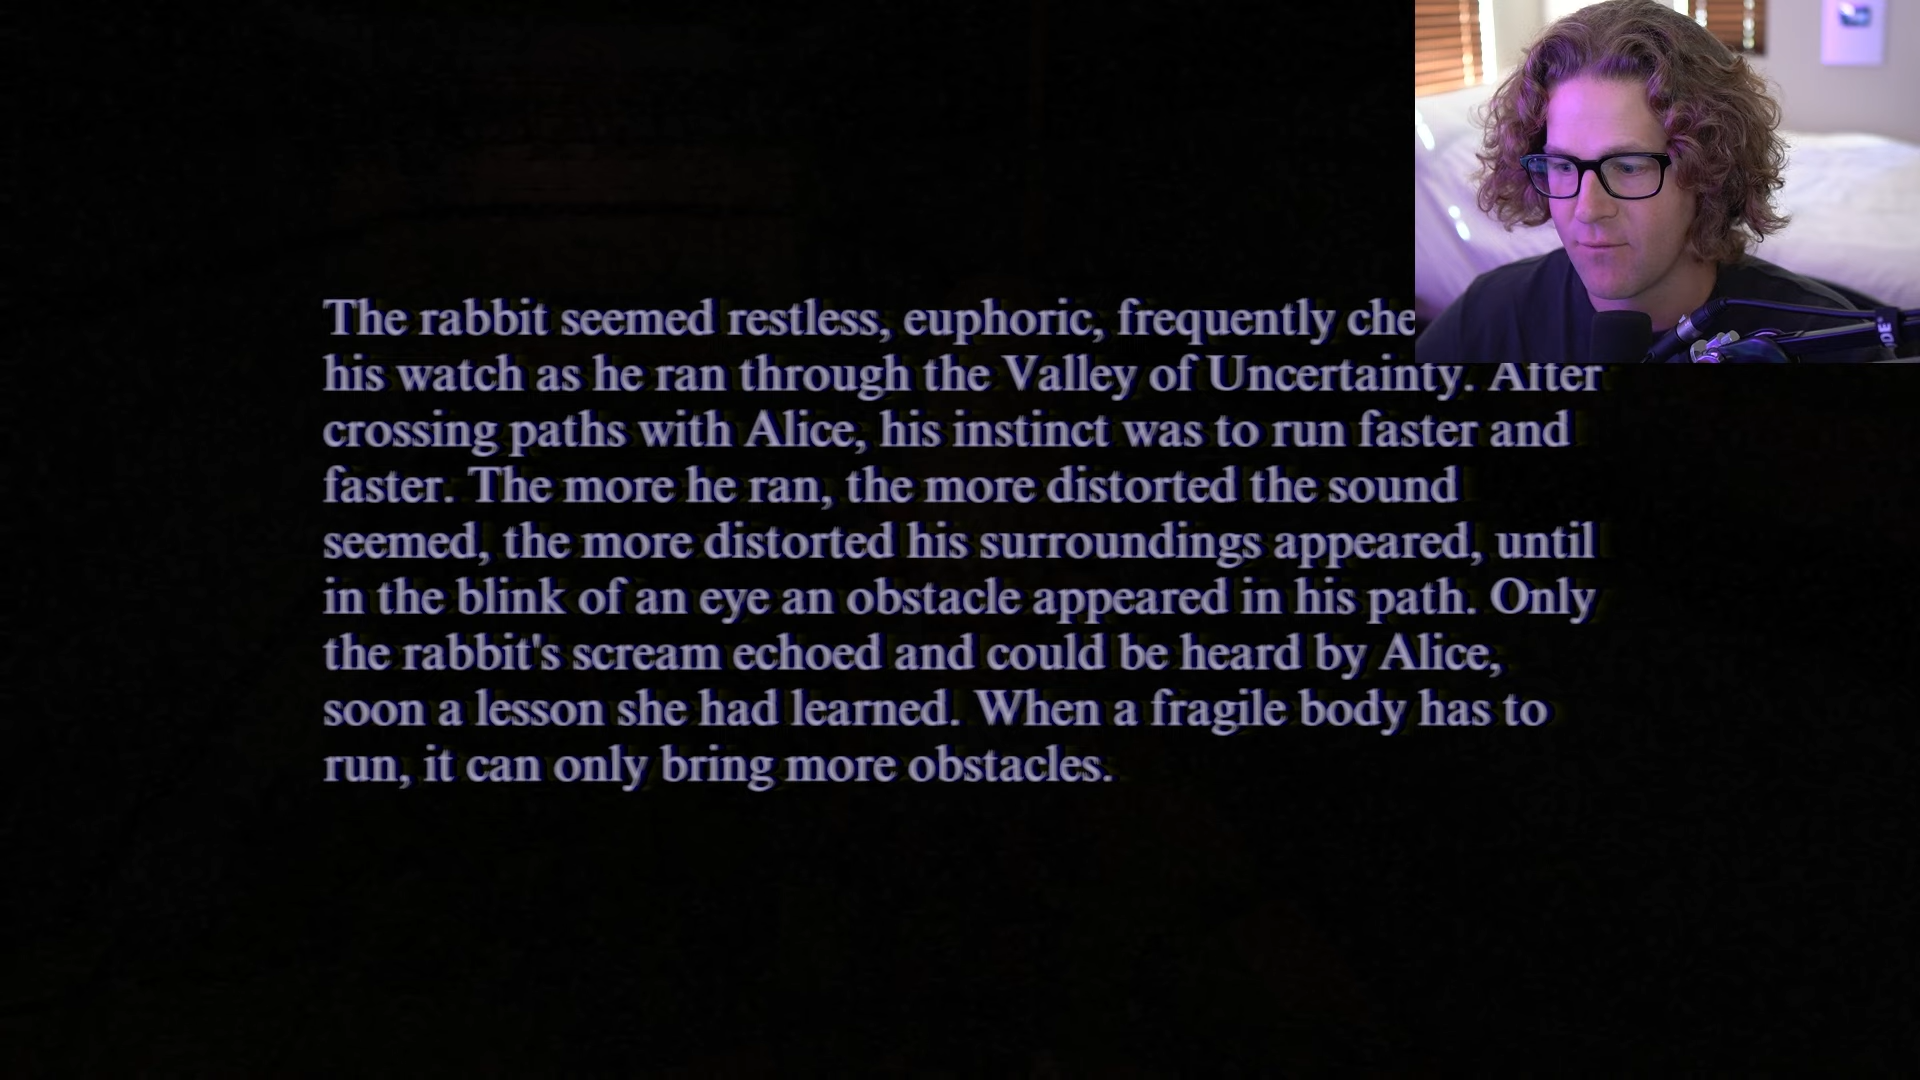 The rabbit seemed restless, euphoric, frequently
his watch as he ran through the Valley of Uncertainty. After
crossing paths with Alice, his instinct was to run faster and
faster. The more he ran, the more distorted the sound
seemed, the more distorted his surroundings appeared, until
in the blink of an eye an obstacle appeared in his path. Only
the rabbit's scream echoed and could be heard by Alice,
soon a lesson she had learned. When a fragile body has to
run, it can only bring more obstacles.